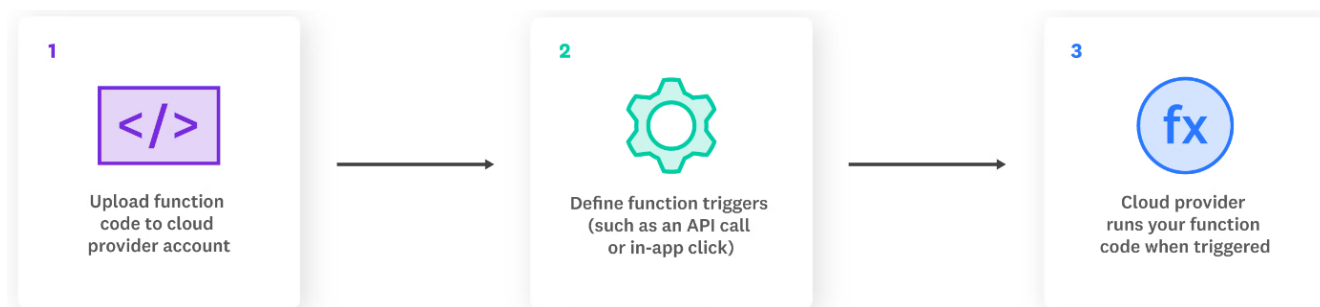 1
</>
Upload function
code to cloud
provider account
2
Define function triggers
(such as an API call
or in-app click)
3
fx
Cloud provider
runs your function
code when triggered